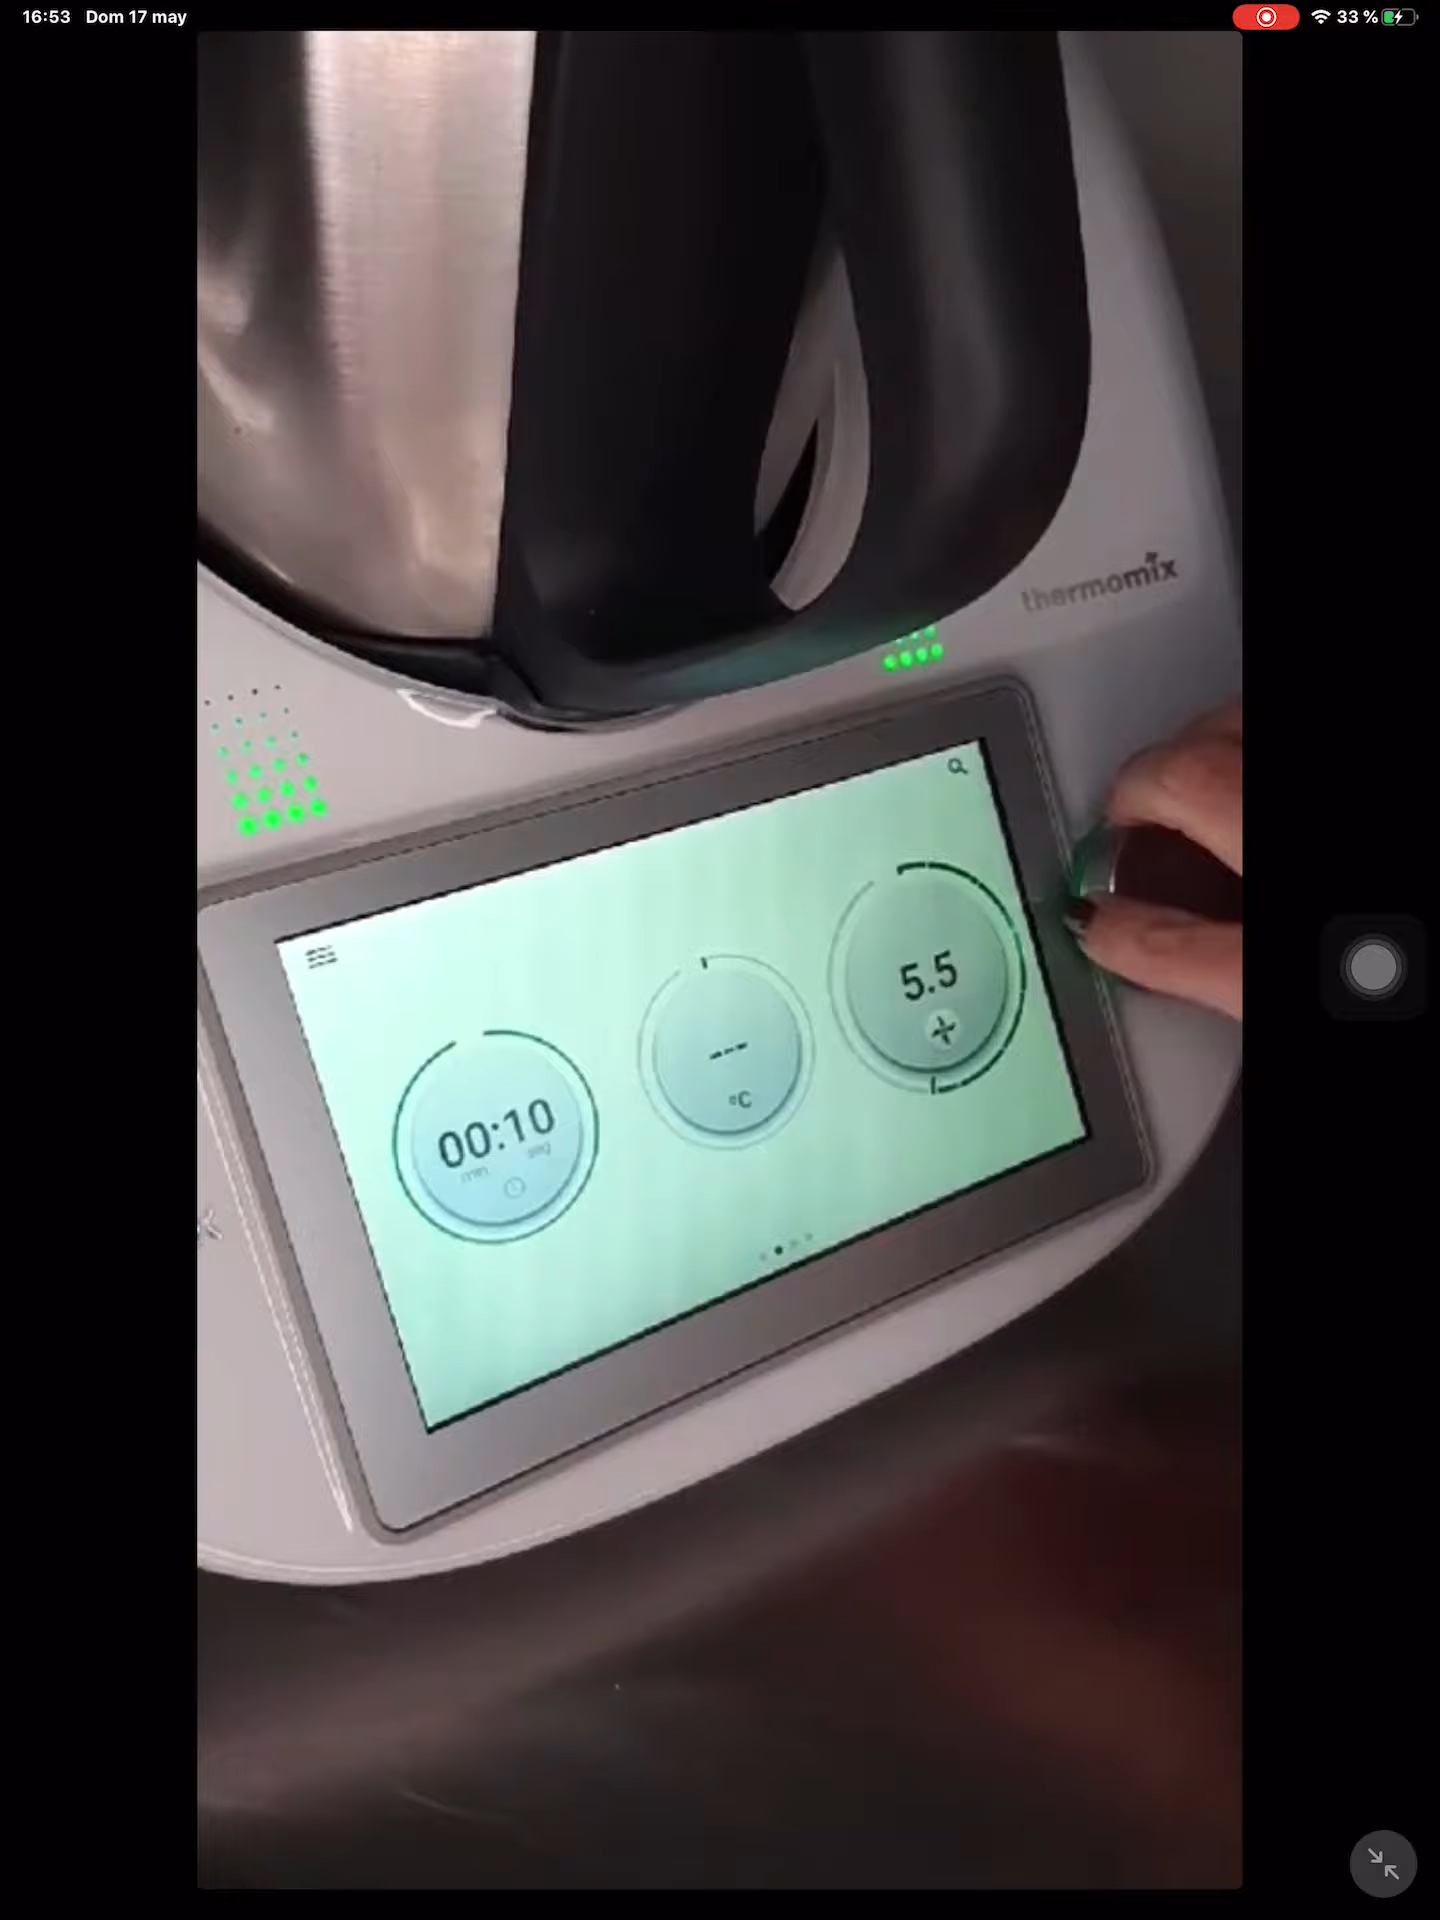 16:53 Dom 17 may
33 %
thermomix
5.5
---
°C
00:10
min seg